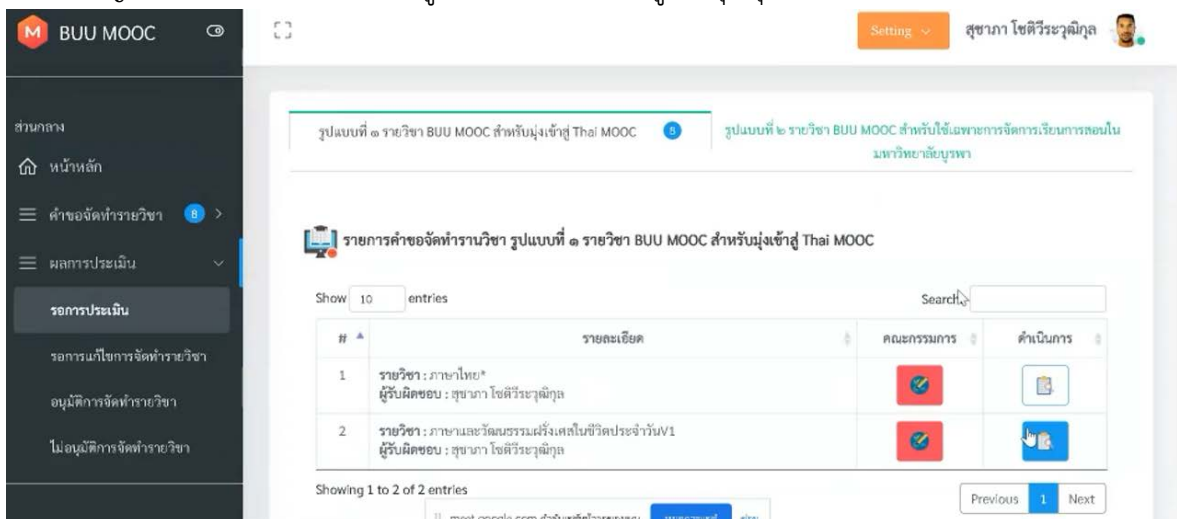 BUU MOOC
Setting
สุชาภา โชติวีระวุฒิกุล
ส่วนกลาง
หน้าหลัก
คำขอจัดทำรายวิชา 8
ผลการประเมิน
รอการประเมิน
รอการแก้ไขการจัดทำรายวิชา
อนุมัติการจัดทำรายวิชา
ไม่อนุมัติการจัดทำรายวิชา
รูปแบบที่ ๑ รายวิชา BUU MOOC สำหรับมุ่งเข้าสู่ Thai MOOC
รูปแบบที่ ๒ รายวิชา BUU MOOC สำหรับใช้เฉพาะการจัดการเรียนการสอนใน
มหาวิทยาลัยบูรพา
รายการคำขอจัดทำรานวิชา รูปแบบที่ ๑ รายวิชา BUU MOOC สำหรับมุ่งเข้าสู่ Thai MOOC
Show 10 entries
Search
# รายละเอียด คณะกรรมการ ดำเนินการ
1 รายวิชา : ภาษาไทย*
ผู้รับผิดชอบ : สุชาภา โชติวีระวุฒิกุล
2 รายวิชา : ภาษาและวัฒนธรรมฝรั่งเศสในชีวิตประจำวันV1
ผู้รับผิดชอบ : สุชาภา โชติวีระวุฒิกุล
Showing 1 to 2 of 2 entries
Previous 1 Next
meet.google.com